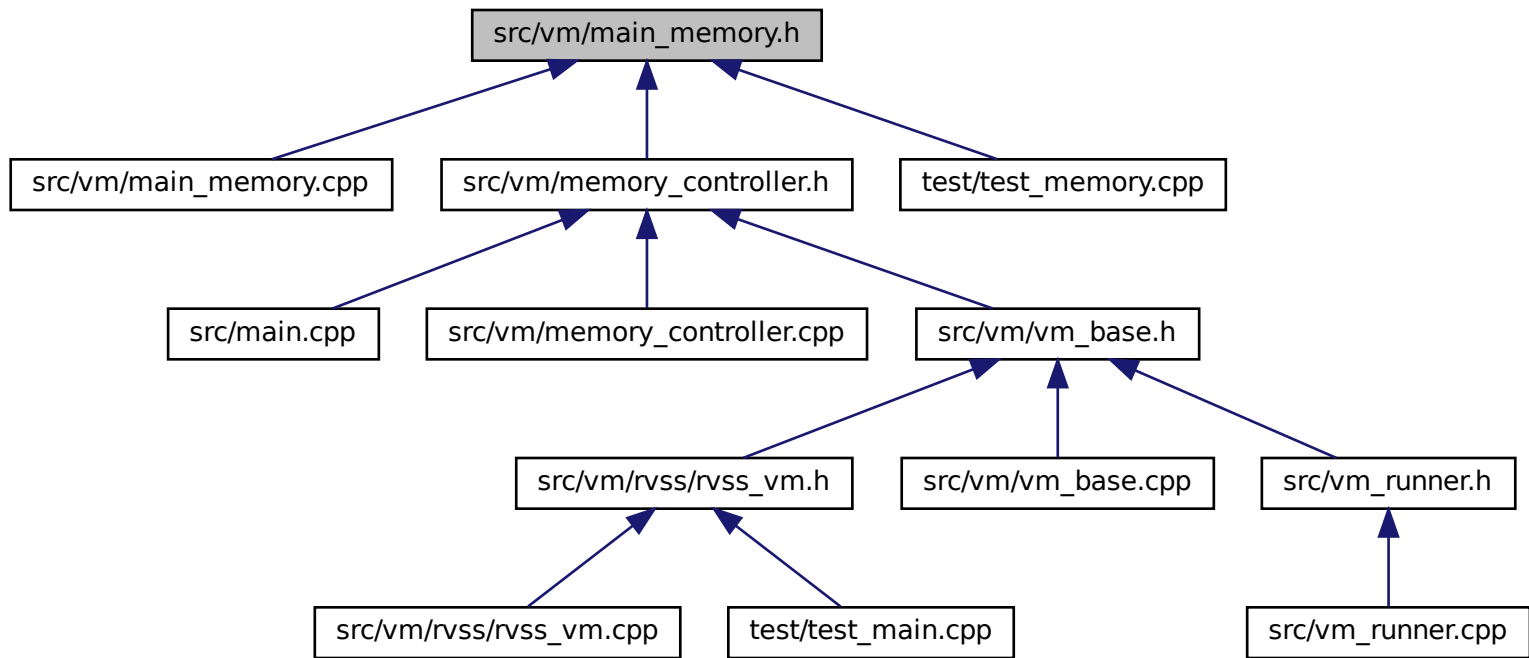 src/vm/main_memory.h
src/vm/main_memory.cpp
src/vm/memory_controller.h
test/test_memory.cpp
src/main.cpp
src/vm/memory_controller.cpp
src/vm/vm_base.h
src/vm/rvss/rvss_vm.h
src/vm/vm_base.cpp
src/vm_runner.h
src/vm/rvss/rvss_vm.cpp
test/test_main.cpp
src/vm_runner.cpp